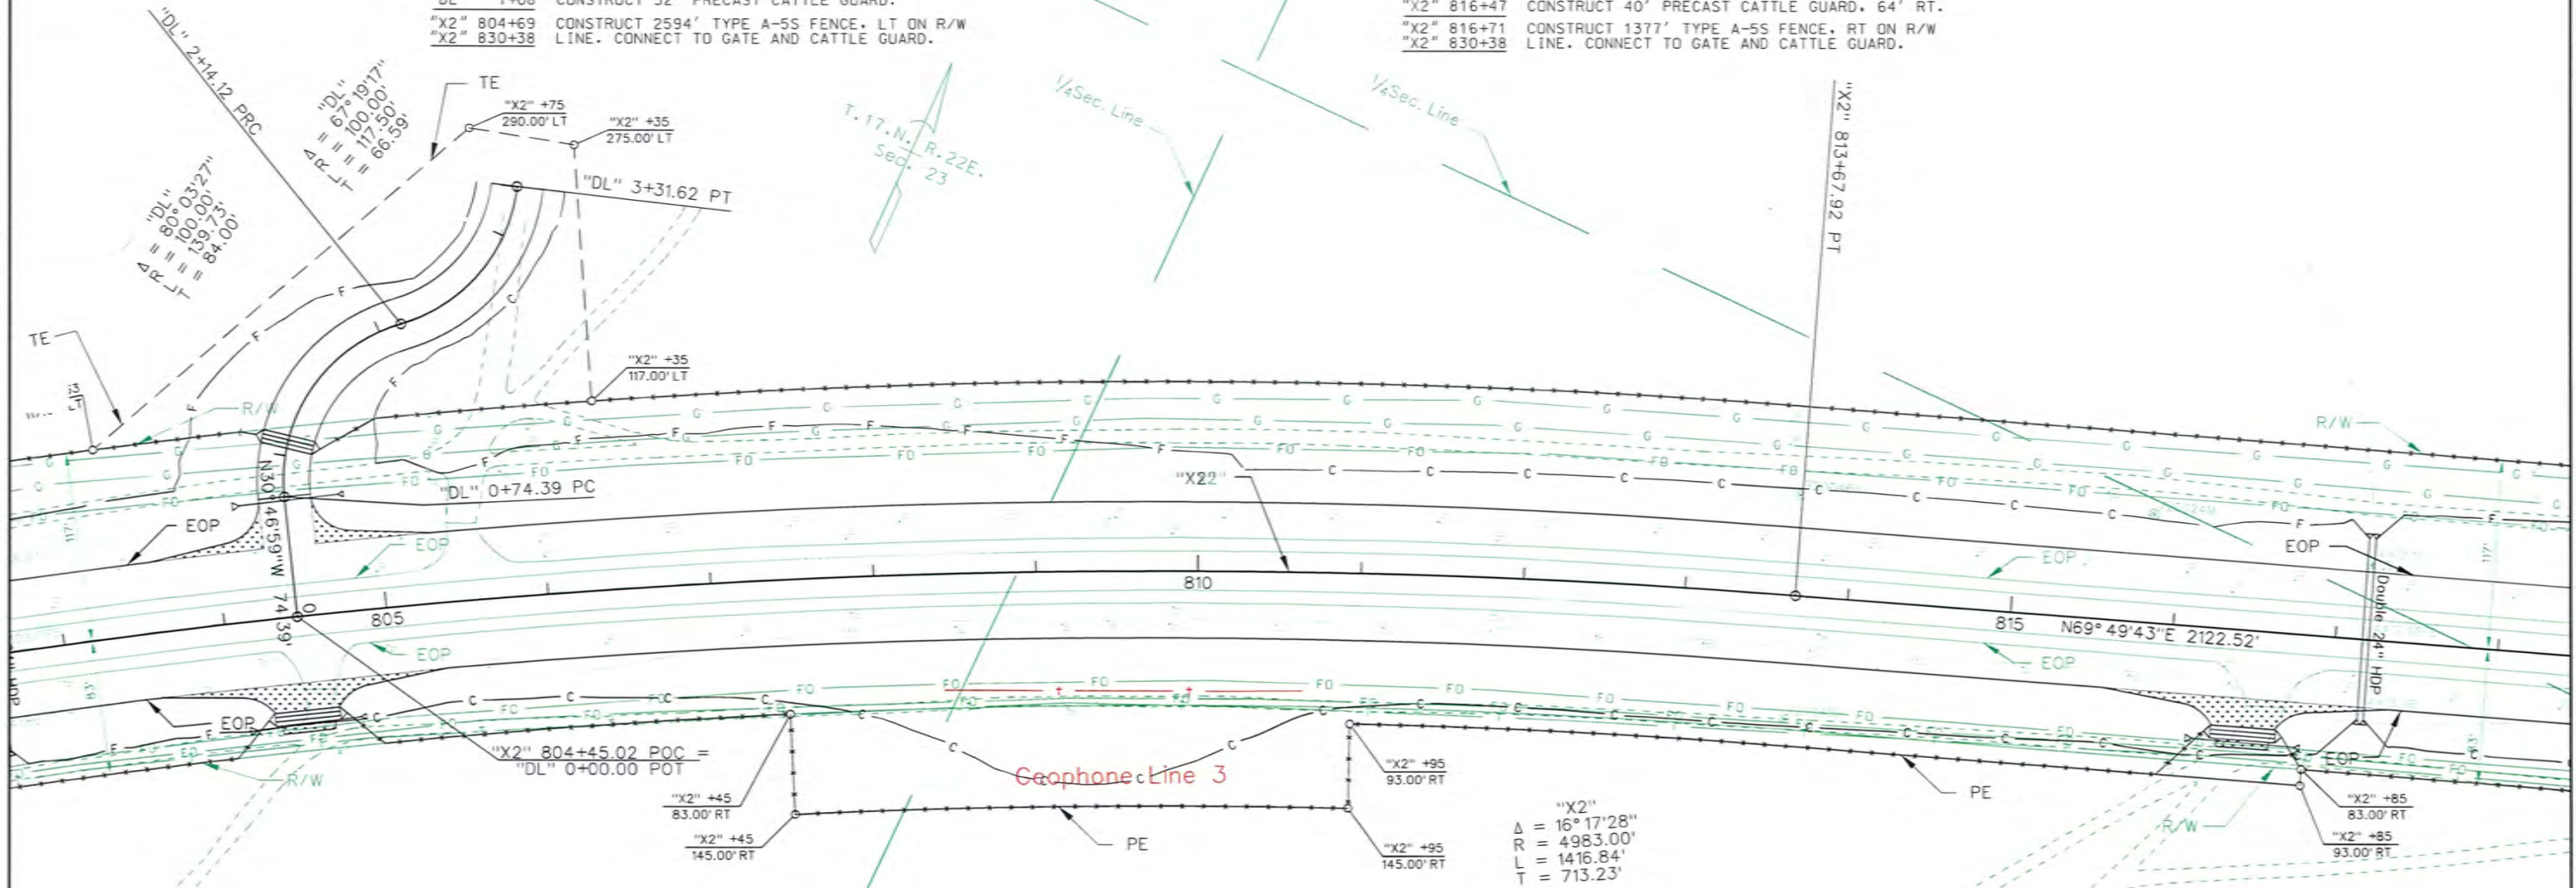 "X2" 804+69 CONSTRUCT 2594' TYPE A-5S FENCE, LT ON R/W
"X2" 830+38 LINE. CONNECT TO GATE AND CATTLE GUARD.
"X2" 816+47 CONSTRUCT 40' PRECAST CATTLE GUARD, 64' RT.
"X2" 816+71 CONSTRUCT 1377' TYPE A-5S FENCE, RT ON R/W
"X2" 830+38 LINE. CONNECT TO GATE AND CATTLE GUARD.
"DL" 2+14.12 PRC
"DL"
Δ = 67°19'17"
R = 100.00'
L = 117.50'
T = 66.59'
"DL"
Δ = 80°03'27"
R = 100.00'
L = 139.73'
T = 84.00'
TE
"X2" +75
290.00' LT
"X2" +35
275.00' LT
"DL" 3+31.62 PT
T.17.N. R.22E.
Sec. 23
1/4 Sec. Line
1/4 Sec. Line
"X2" 813+67.92 PT
TE
"X2" +35
117.00' LT
R/W
R/W
"DL" 0+74.39 PC
N30°46'59"W 74.39'
EOP
EOP
"X22"
EOP
EOP
117'
117'
0
805
810
815
N69°49'43"E 2122.52'
Double 24" HDP
EOP
EOP
83'
EOP
EOP
"X2" 804+45.02 POC =
"DL" 0+00.00 POT
R/W
Geophone Line 3
"X2" +45
83.00' RT
"X2" +45
145.00' RT
PE
"X2" +95
93.00' RT
"X2" +95
145.00' RT
"X2"
Δ = 16°17'28"
R = 4983.00'
L = 1416.84'
T = 713.23'
PE
R/W
"X2" +85
83.00' RT
"X2" +85
93.00' RT